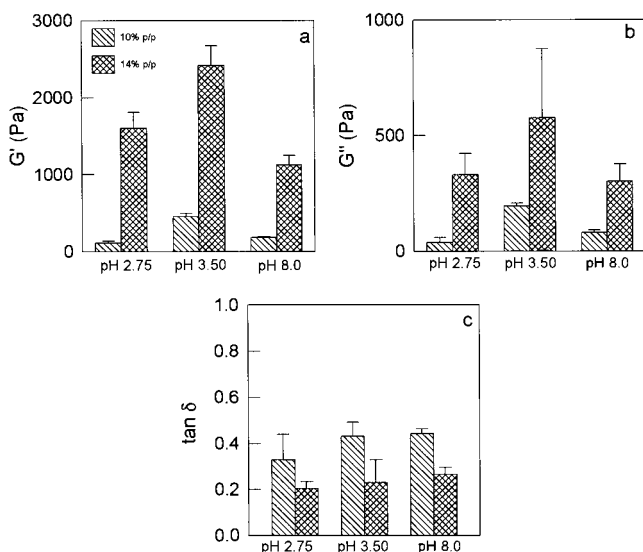 a
10% p/p
14% p/p
3000
2000
1000
0
G' (Pa)
pH 2.75 pH 3.50 pH 8.0
b
1000
500
0
G" (Pa)
pH 2.75 pH 3.50 pH 8.0
c
1.0
0.8
0.6
0.4
0.2
0.0
tan δ
pH 2.75 pH 3.50 pH 8.0